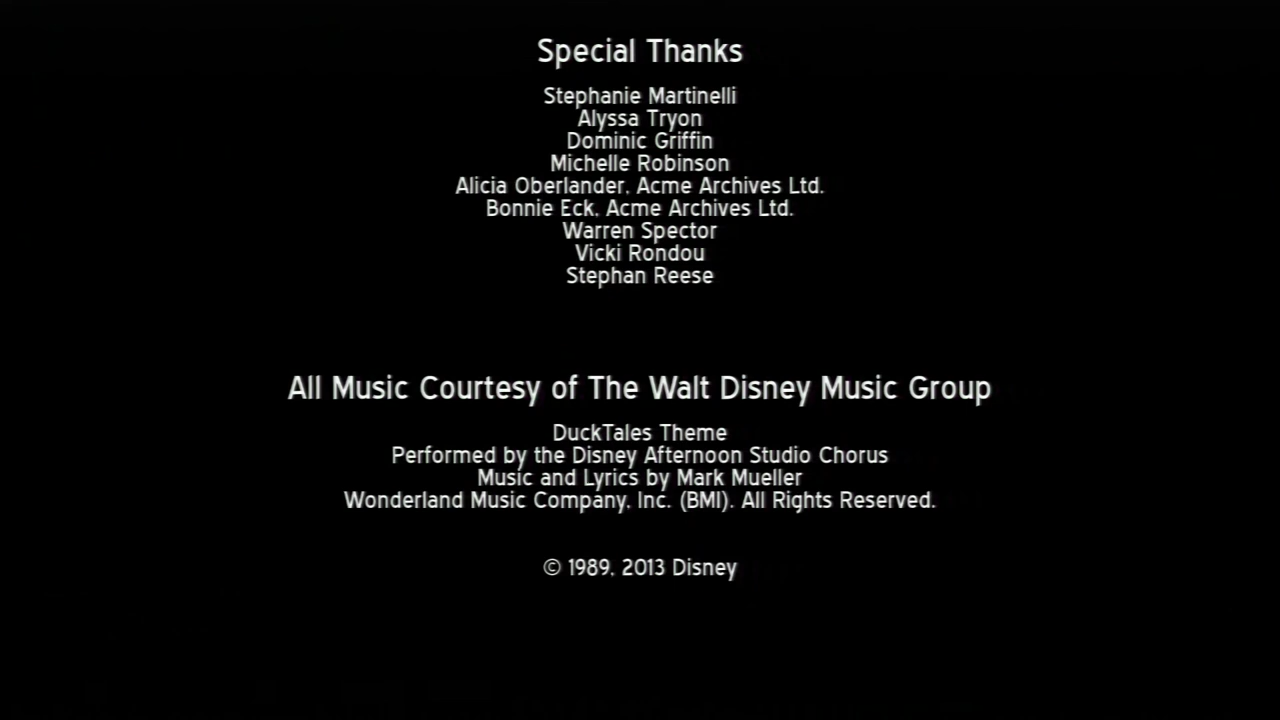 Special Thanks
Stephanie Martinelli
Alyssa Tryon
Dominic Griffin
Michelle Robinson
Alicia Oberlander, Acme Archives Ltd.
Bonnie Eck, Acme Archives Ltd.
Warren Spector
Vicki Rondou
Stephan Reese
All Music Courtesy of The Walt Disney Music Group
DuckTales Theme
Performed by the Disney Afternoon Studio Chorus
Music and Lyrics by Mark Mueller
Wonderland Music Company, Inc. (BMI). All Rights Reserved.
© 1989, 2013 Disney